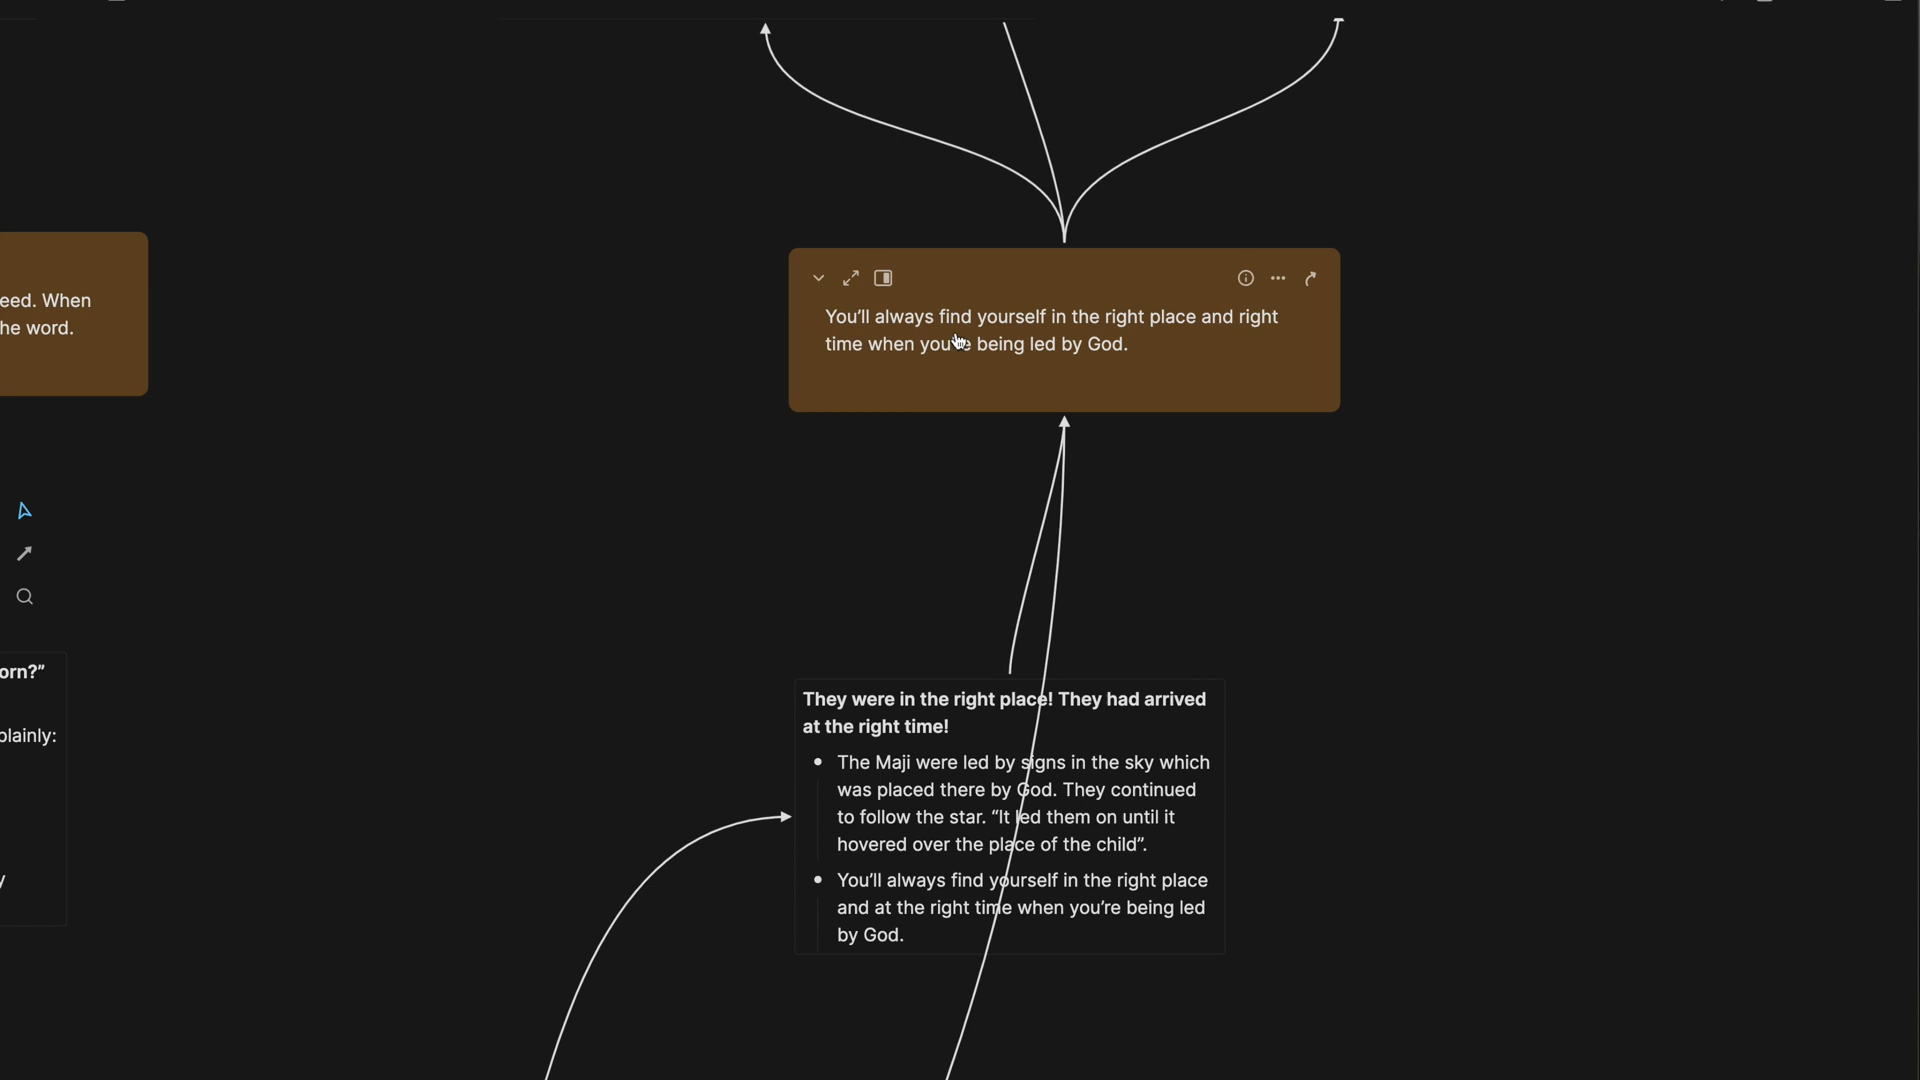 eed. When
he word.
You'll always find yourself in the right place and right
time when you're being led by God.
orn?”
plainly:
y
They were in the right place! They had arrived
at the right time!
The Maji were led by signs in the sky which
was placed there by God. They continued
to follow the star. “It led them on until it
hovered over the place of the child”.
You'll always find yourself in the right place
and at the right time when you're being led
by God.